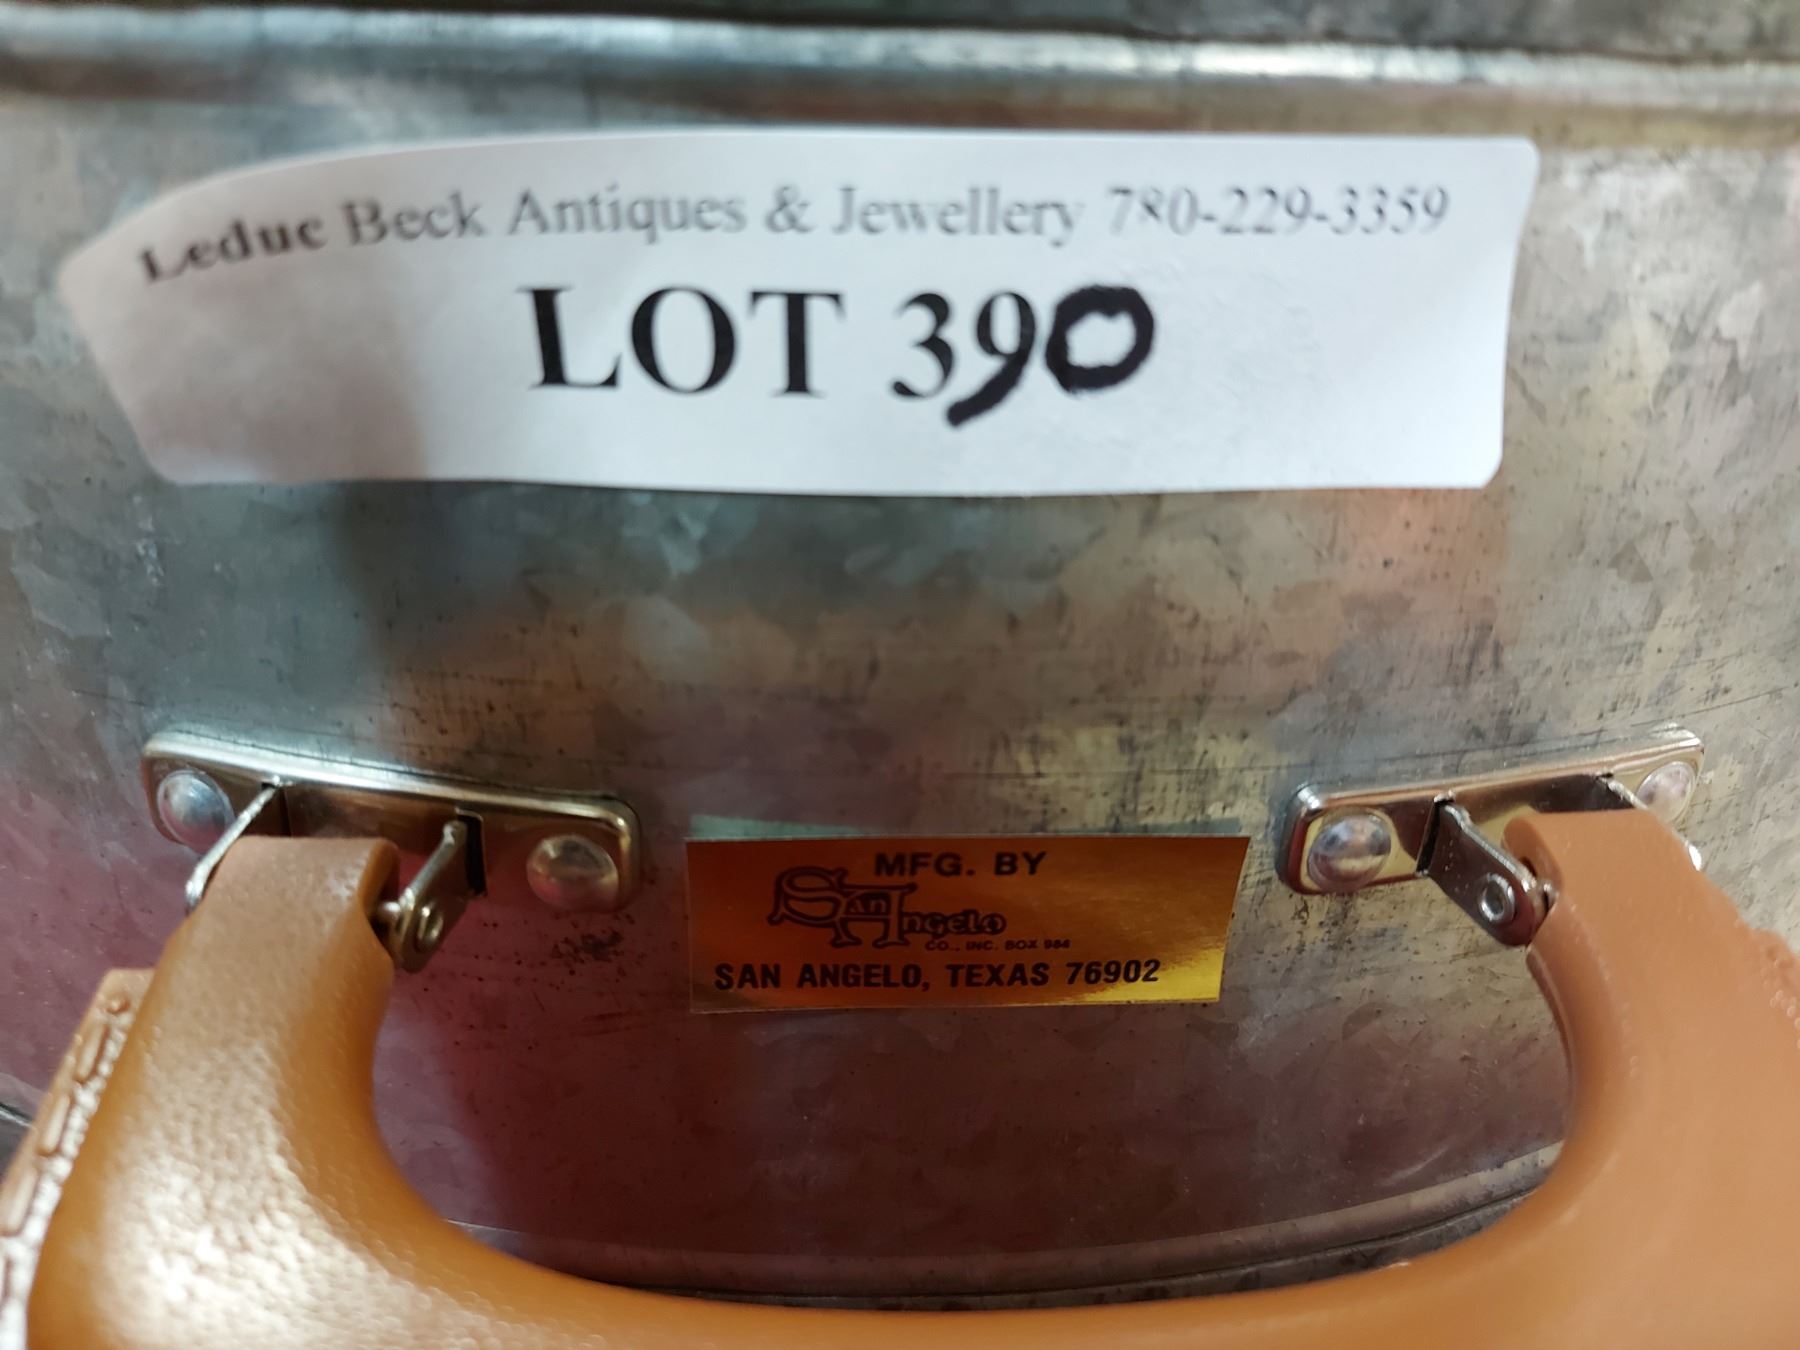 Leduc Beck Antiques & Jewellery 780-229-3359
LOT 390
MFG. BY
San Angelo
CO., INC. BOX 984
SAN ANGELO, TEXAS 76902